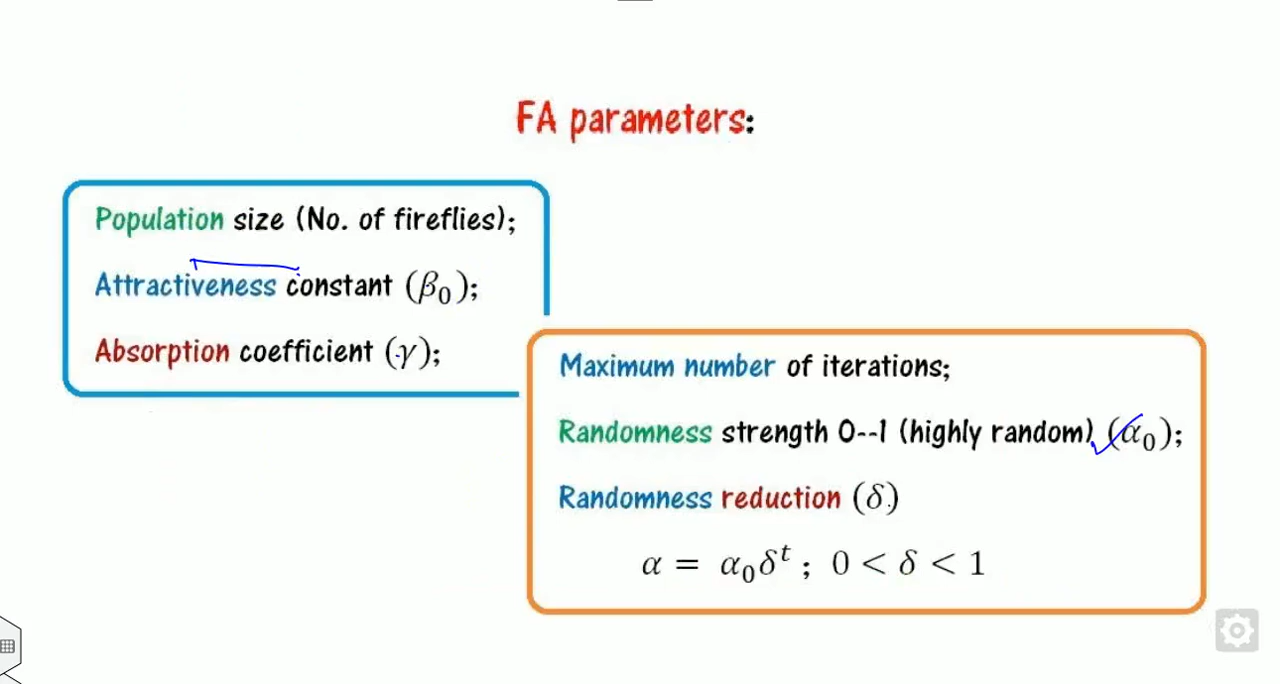 FA parameters:
Population size (No. of fireflies);
Attractiveness constant (β₀);
Absorption coefficient (γ);
Maximum number of iterations;
Randomness strength 0--1 (highly random) (α₀);
Randomness reduction (δ)
α = α₀δᵗ ; 0 < δ < 1